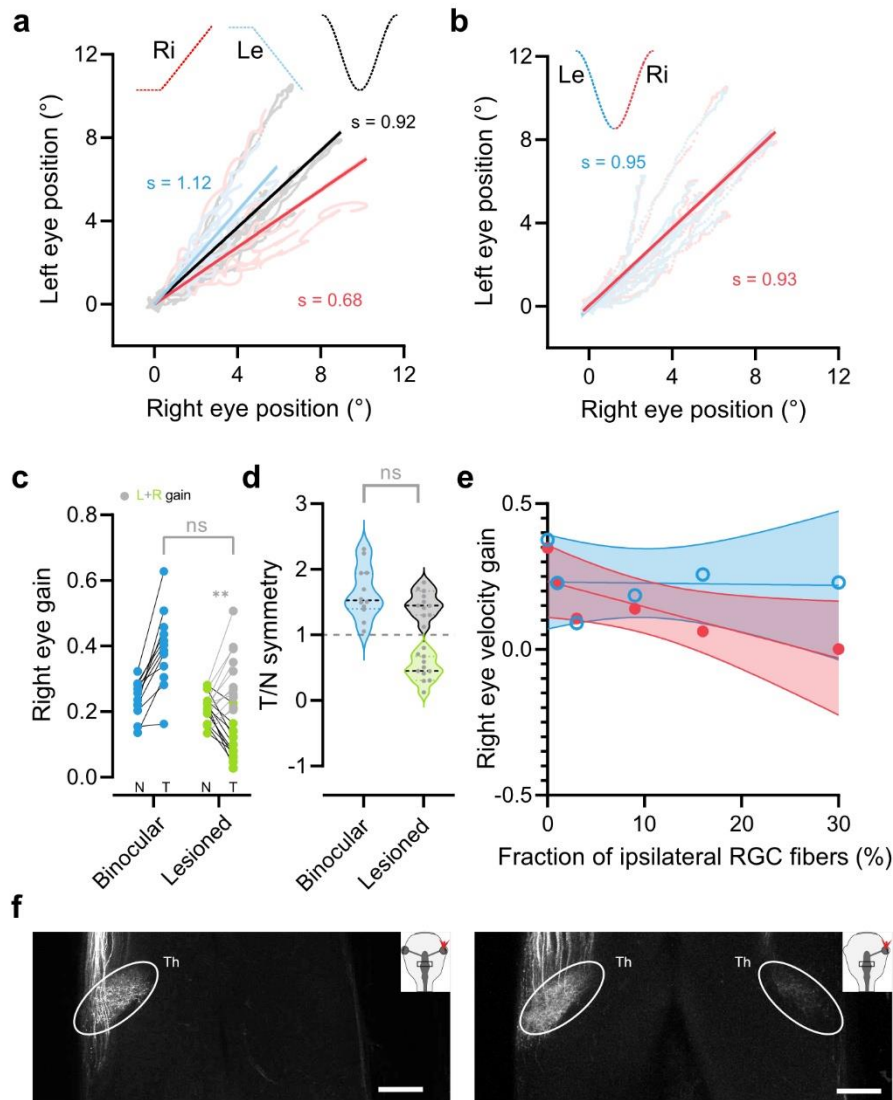 a
Ri
Le
12
8
4
0
Left eye position (°)
s = 0.92
s = 1.12
s = 0.68
0 4 8 12
Right eye position (°)
b
Le
Ri
12
8
4
0
Left eye position (°)
s = 0.95
s = 0.93
0 4 8 12
Right eye position (°)
c
L+R gain
ns
**
0.8
0.6
0.4
0.2
0.0
Right eye gain
N T N T
Binocular
Lesioned
d
ns
3
2
1
0
-1
T/N symmetry
Binocular
Lesioned
e
0.5
0.0
-0.5
Right eye velocity gain
0 10 20 30
Fraction of ipsilateral RGC fibers (%)
f
Th
Th
Th